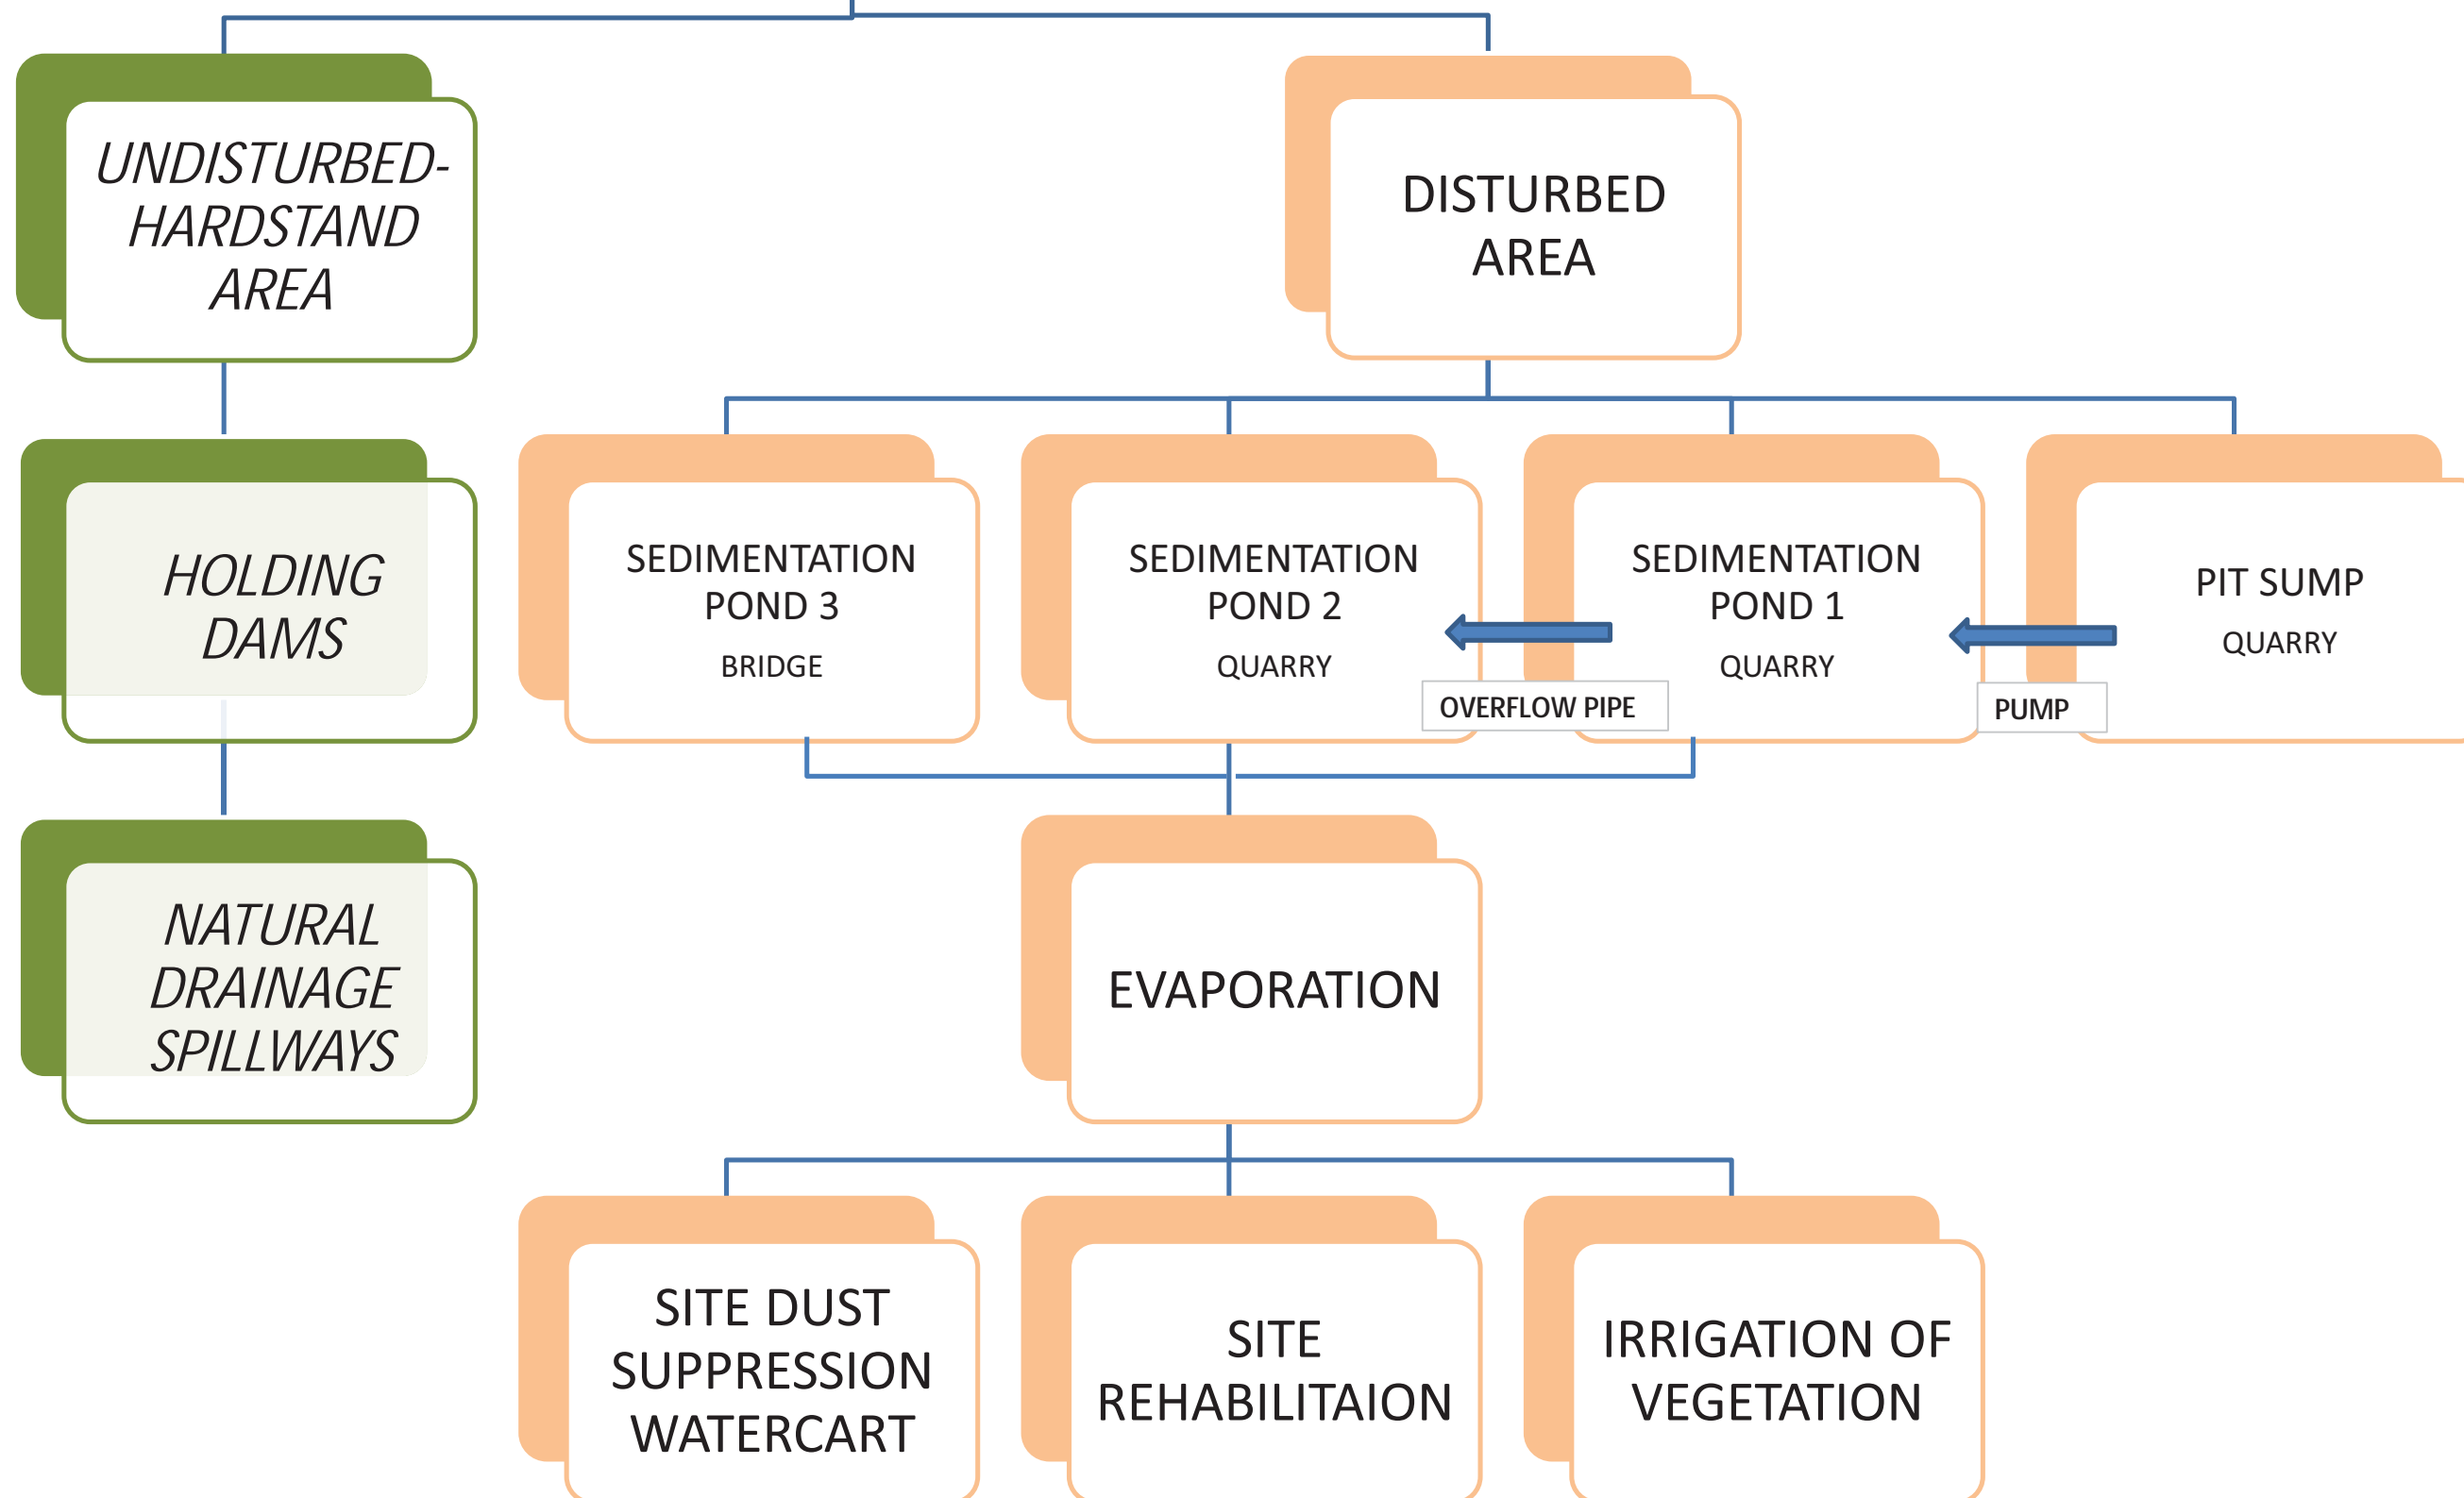 UNDISTURBED-
HARDSTAND
AREA
DISTURBED
AREA
HOLDING
DAMS
SEDIMENTATION
POND 3
BRIDGE
SEDIMENTATION
POND 2
QUARRY
OVERFLOW PIPE
SEDIMENTATION
POND 1
QUARRY
PUMP
PIT SUMP
QUARRY
NATURAL
DRAINAGE
SPILLWAYS
EVAPORATION
SITE DUST
SUPPRESSION
WATERCART
SITE
REHABILITAION
IRRIGATION OF
VEGETATION